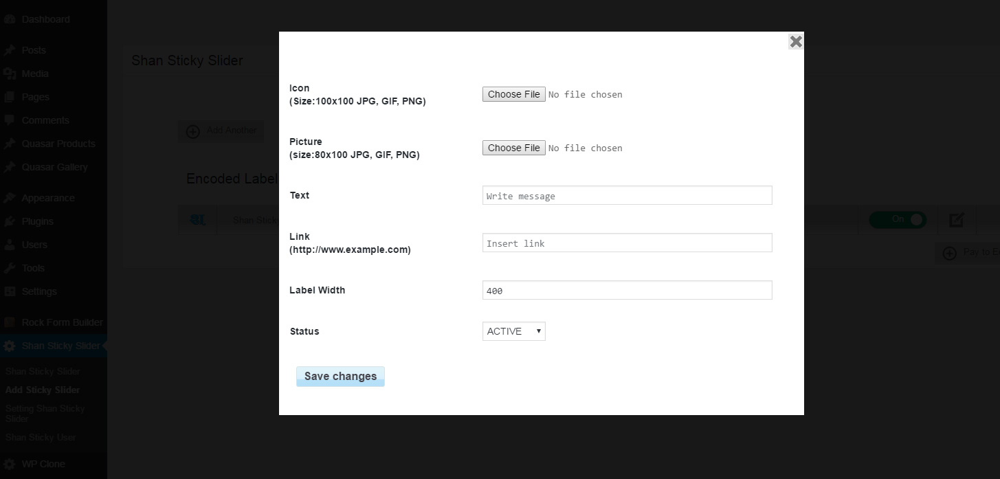 Dashboard
Posts
Media
Pages
Comments
Quasar Products
Quasar Gallery
Appearance
Plugins
Users
Tools
Settings
Rock Form Builder
Shan Sticky Slider
Shan Sticky Slider
Add Sticky Slider
Setting Shan Sticky
Slider
Shan Sticky User
WP Clone
Shan Sticky Slider
Add Another
Encoded Label
Shan Sticky
On
Pay to E
Icon
(Size:100x100 JPG, GIF, PNG)
Choose File No file chosen
Picture
(size:80x100 JPG, GIF, PNG)
Choose File No file chosen
Text
Write message
Link
(http://www.example.com)
Insert link
Label Width
400
Status
ACTIVE
Save changes